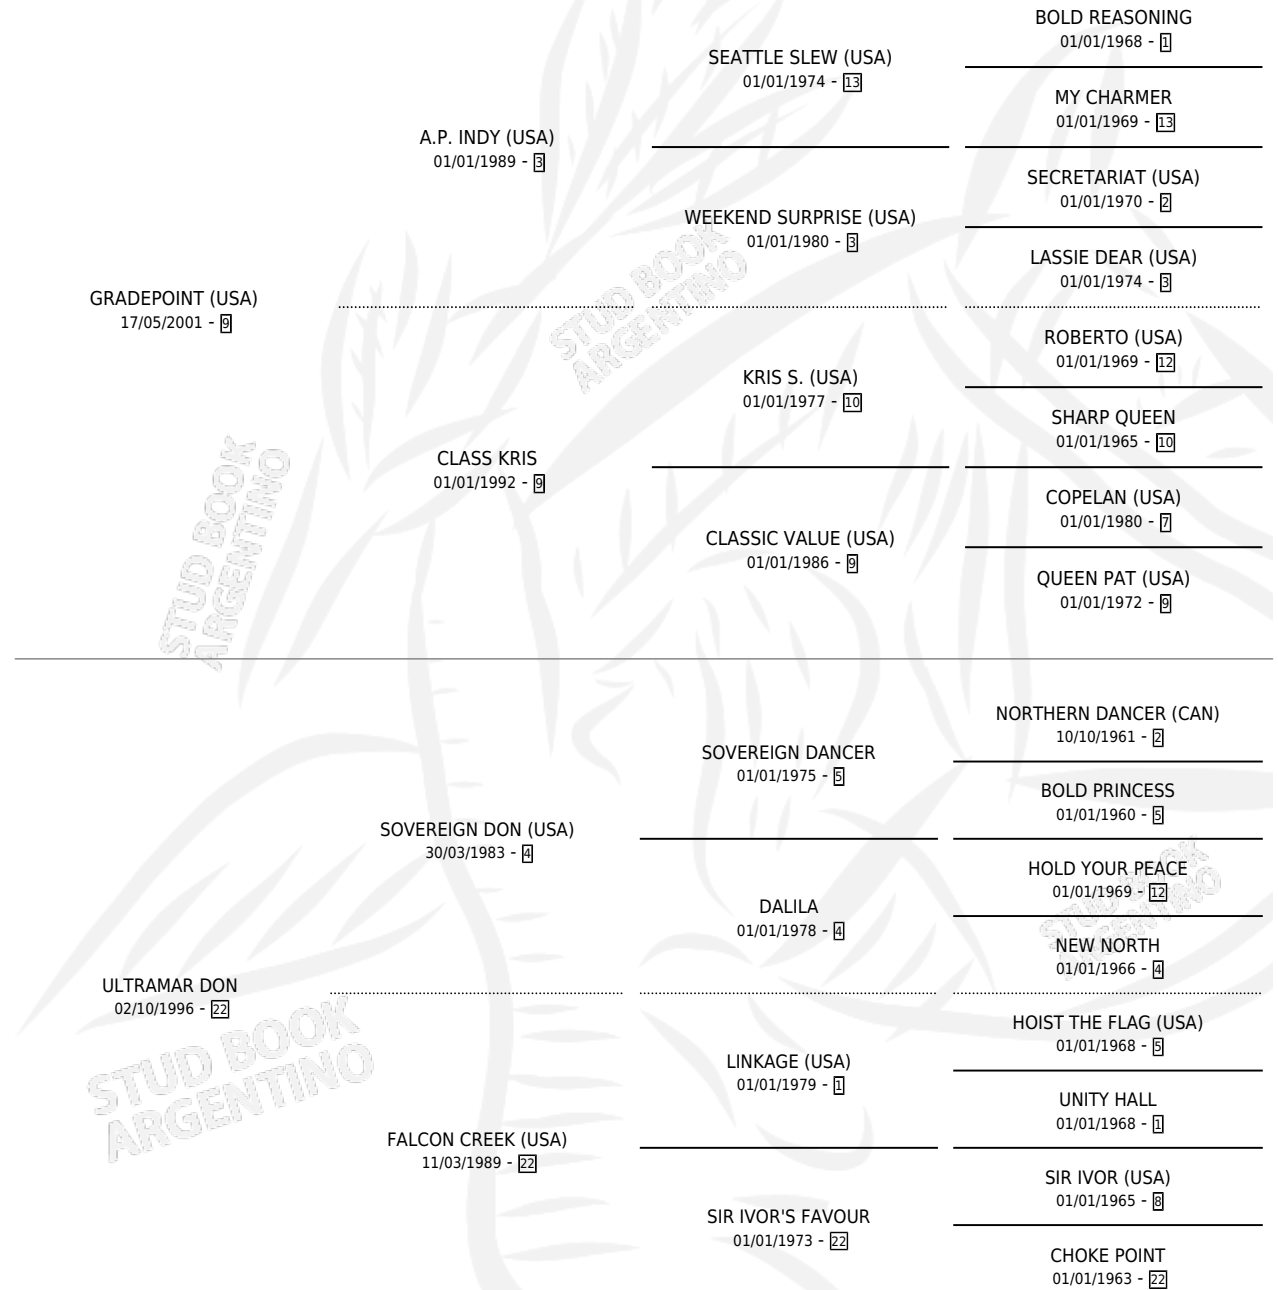 BOLD REASONING
01/01/1968 - 1
SEATTLE SLEW (USA)
01/01/1974 - 13
MY CHARMER
01/01/1969 - 13
A.P. INDY (USA)
01/01/1989 - 3
SECRETARIAT (USA)
01/01/1970 - 2
WEEKEND SURPRISE (USA)
01/01/1980 - 3
LASSIE DEAR (USA)
01/01/1974 - 3
GRADEPOINT (USA)
17/05/2001 - 9
STUD BOOK
ARGENTINO
ROBERTO (USA)
01/01/1969 - 12
KRIS S. (USA)
01/01/1977 - 10
SHARP QUEEN
01/01/1965 - 10
CLASS KRIS
01/01/1992 - 9
COPELAN (USA)
01/01/1980 - 7
CLASSIC VALUE (USA)
01/01/1986 - 9
QUEEN PAT (USA)
01/01/1972 - 9
STUD BOOK
ARGENTINO
NORTHERN DANCER (CAN)
10/10/1961 - 2
SOVEREIGN DANCER
01/01/1975 - 5
BOLD PRINCESS
01/01/1960 - 5
SOVEREIGN DON (USA)
30/03/1983 - 4
HOLD YOUR PEACE
01/01/1969 - 12
STUD BOOK
ARGENTINO
DALILA
01/01/1978 - 4
NEW NORTH
01/01/1966 - 4
ULTRAMAR DON
02/10/1996 - 22
HOIST THE FLAG (USA)
01/01/1968 - 5
STUD BOOK
ARGENTINO
LINKAGE (USA)
01/01/1979 - 1
UNITY HALL
01/01/1968 - 1
FALCON CREEK (USA)
11/03/1989 - 22
SIR IVOR (USA)
01/01/1965 - 8
SIR IVOR'S FAVOUR
01/01/1973 - 22
CHOKE POINT
01/01/1963 - 22